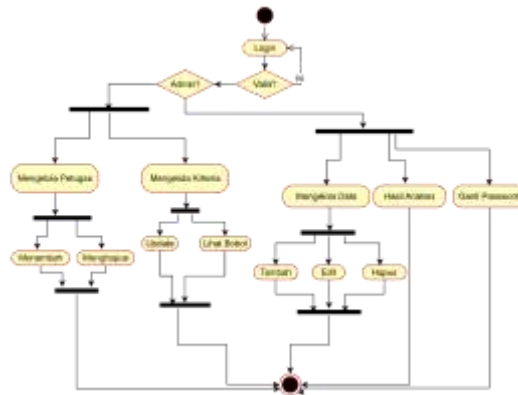 Login
Admin?
Valid?
N
Mengelola Petugas
Mengelola Kriteria
Mengelola Data
Hasil Analisis
Ganti Password
Menambah
Menghapus
Update
Lihat Bobot
Tambah
Edit
Hapus